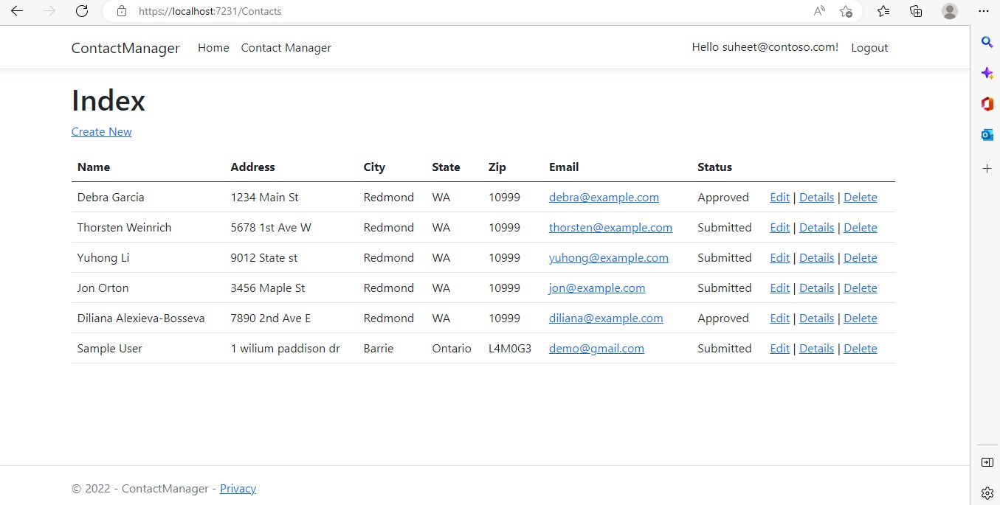 https://localhost:7231/Contacts
ContactManager Home Contact Manager Hello suheet@contoso.com! Logout
Index
Create New
Name Address City State Zip Email Status
Debra Garcia 1234 Main St Redmond WA 10999 debra@example.com Approved Edit | Details | Delete
Thorsten Weinrich 5678 1st Ave W Redmond WA 10999 thorsten@example.com Submitted Edit | Details | Delete
Yuhong Li 9012 State st Redmond WA 10999 yuhong@example.com Submitted Edit | Details | Delete
Jon Orton 3456 Maple St Redmond WA 10999 jon@example.com Submitted Edit | Details | Delete
Diliana Alexieva-Bosseva 7890 2nd Ave E Redmond WA 10999 diliana@example.com Approved Edit | Details | Delete
Sample User 1 wilium paddison dr Barrie Ontario L4M0G3 demo@gmail.com Submitted Edit | Details | Delete
© 2022 - ContactManager - Privacy